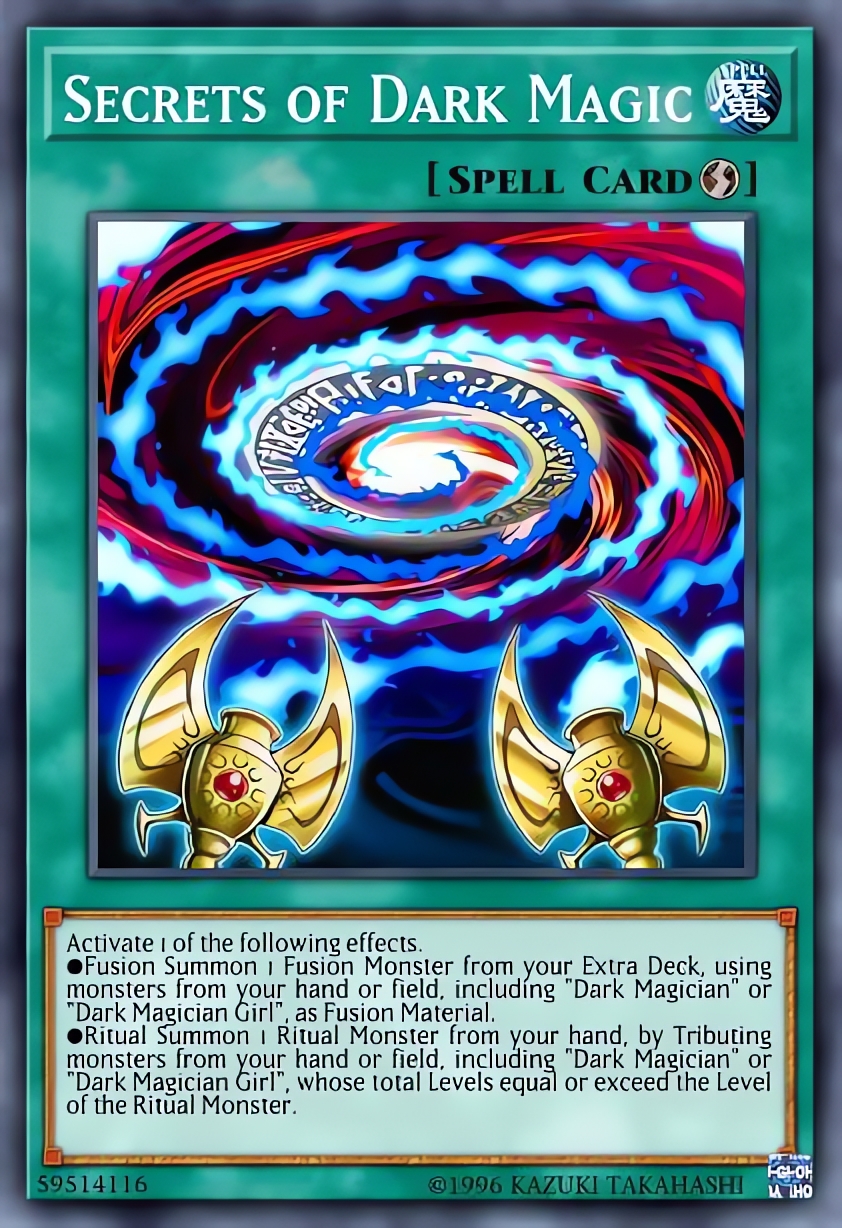 SECRETS OF DARK MAGIC 魔
[SPELL CARD]
Activate 1 of the following effects.
●Fusion Summon 1 Fusion Monster from your Extra Deck, using
monsters from your hand or field, including "Dark Magician" or
"Dark Magician Girl", as Fusion Material.
●Ritual Summon 1 Ritual Monster from your hand, by Tributing
monsters from your hand or field, including "Dark Magician" or
"Dark Magician Girl", whose total Levels equal or exceed the Level
of the Ritual Monster.
59514116 ©1996 KAZUKI TAKAHASHI